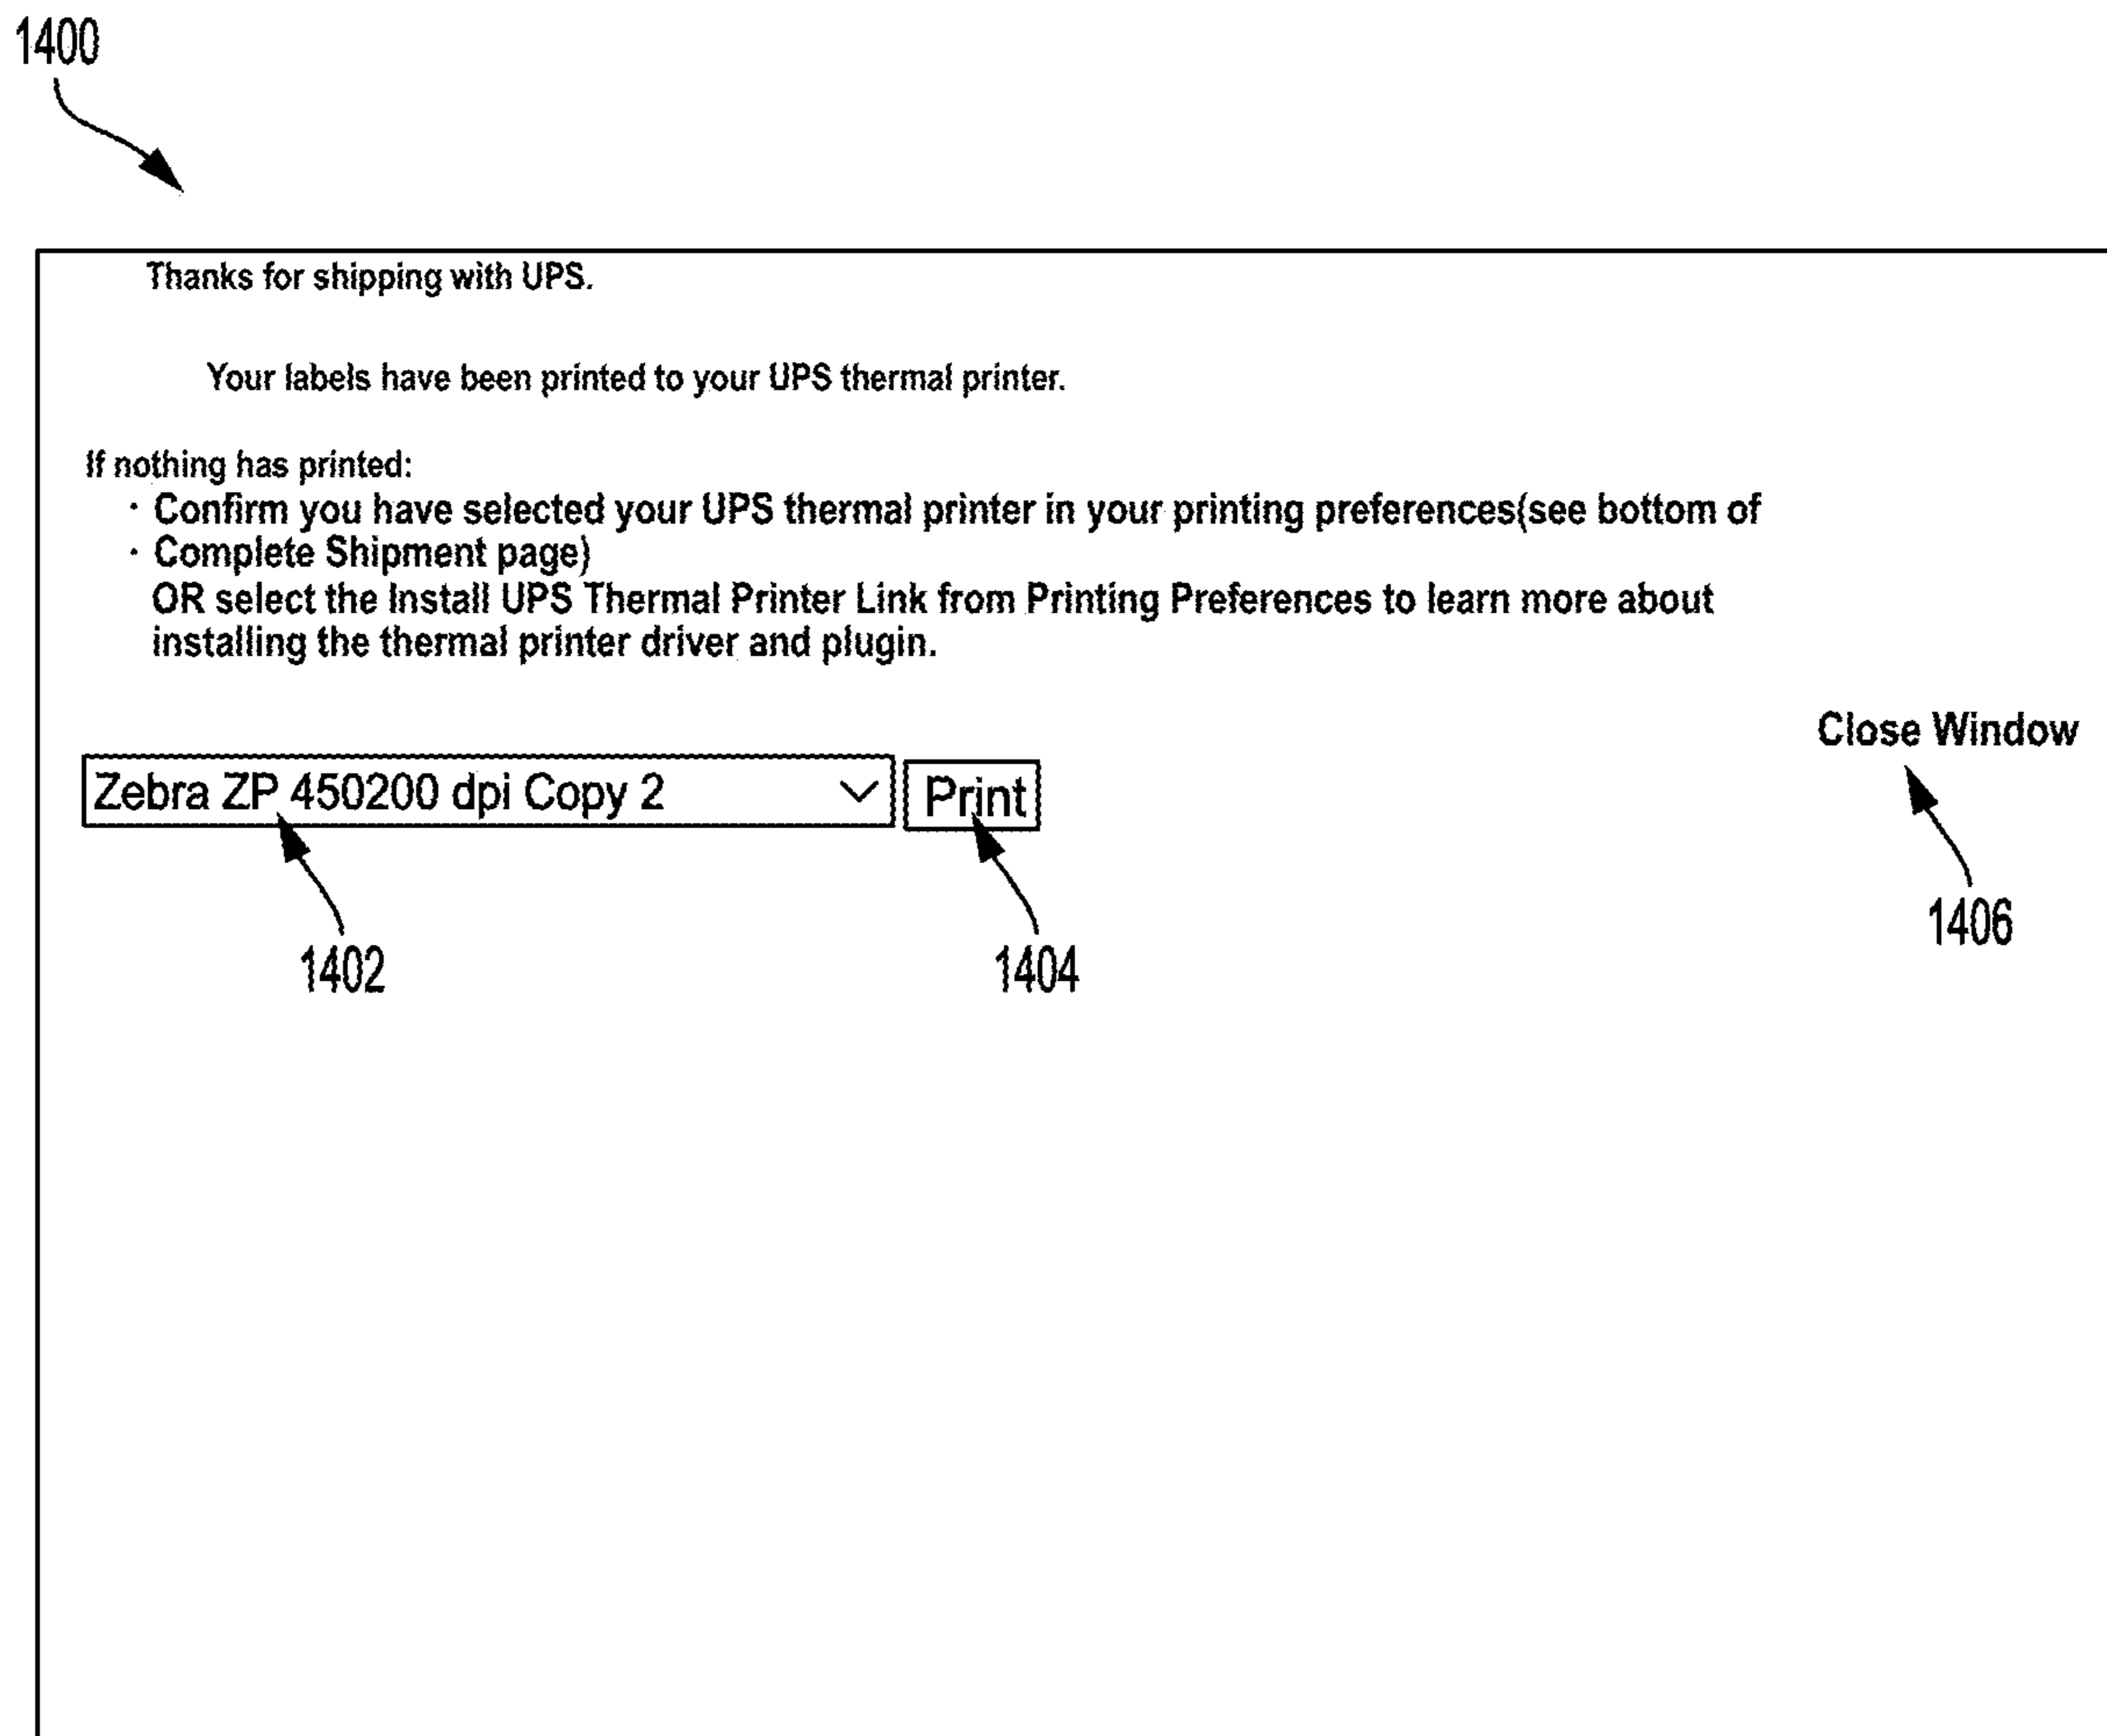 1400
Thanks for shipping with UPS.
Your labels have been printed to your UPS thermal printer.
If nothing has printed:
· Confirm you have selected your UPS thermal printer in your printing preferences(see bottom of
· Complete Shipment page)
OR select the Install UPS Thermal Printer Link from Printing Preferences to learn more about
installing the thermal printer driver and plugin.
Close Window
Zebra ZP 450200 dpi Copy 2 Print
1406
1402 1404